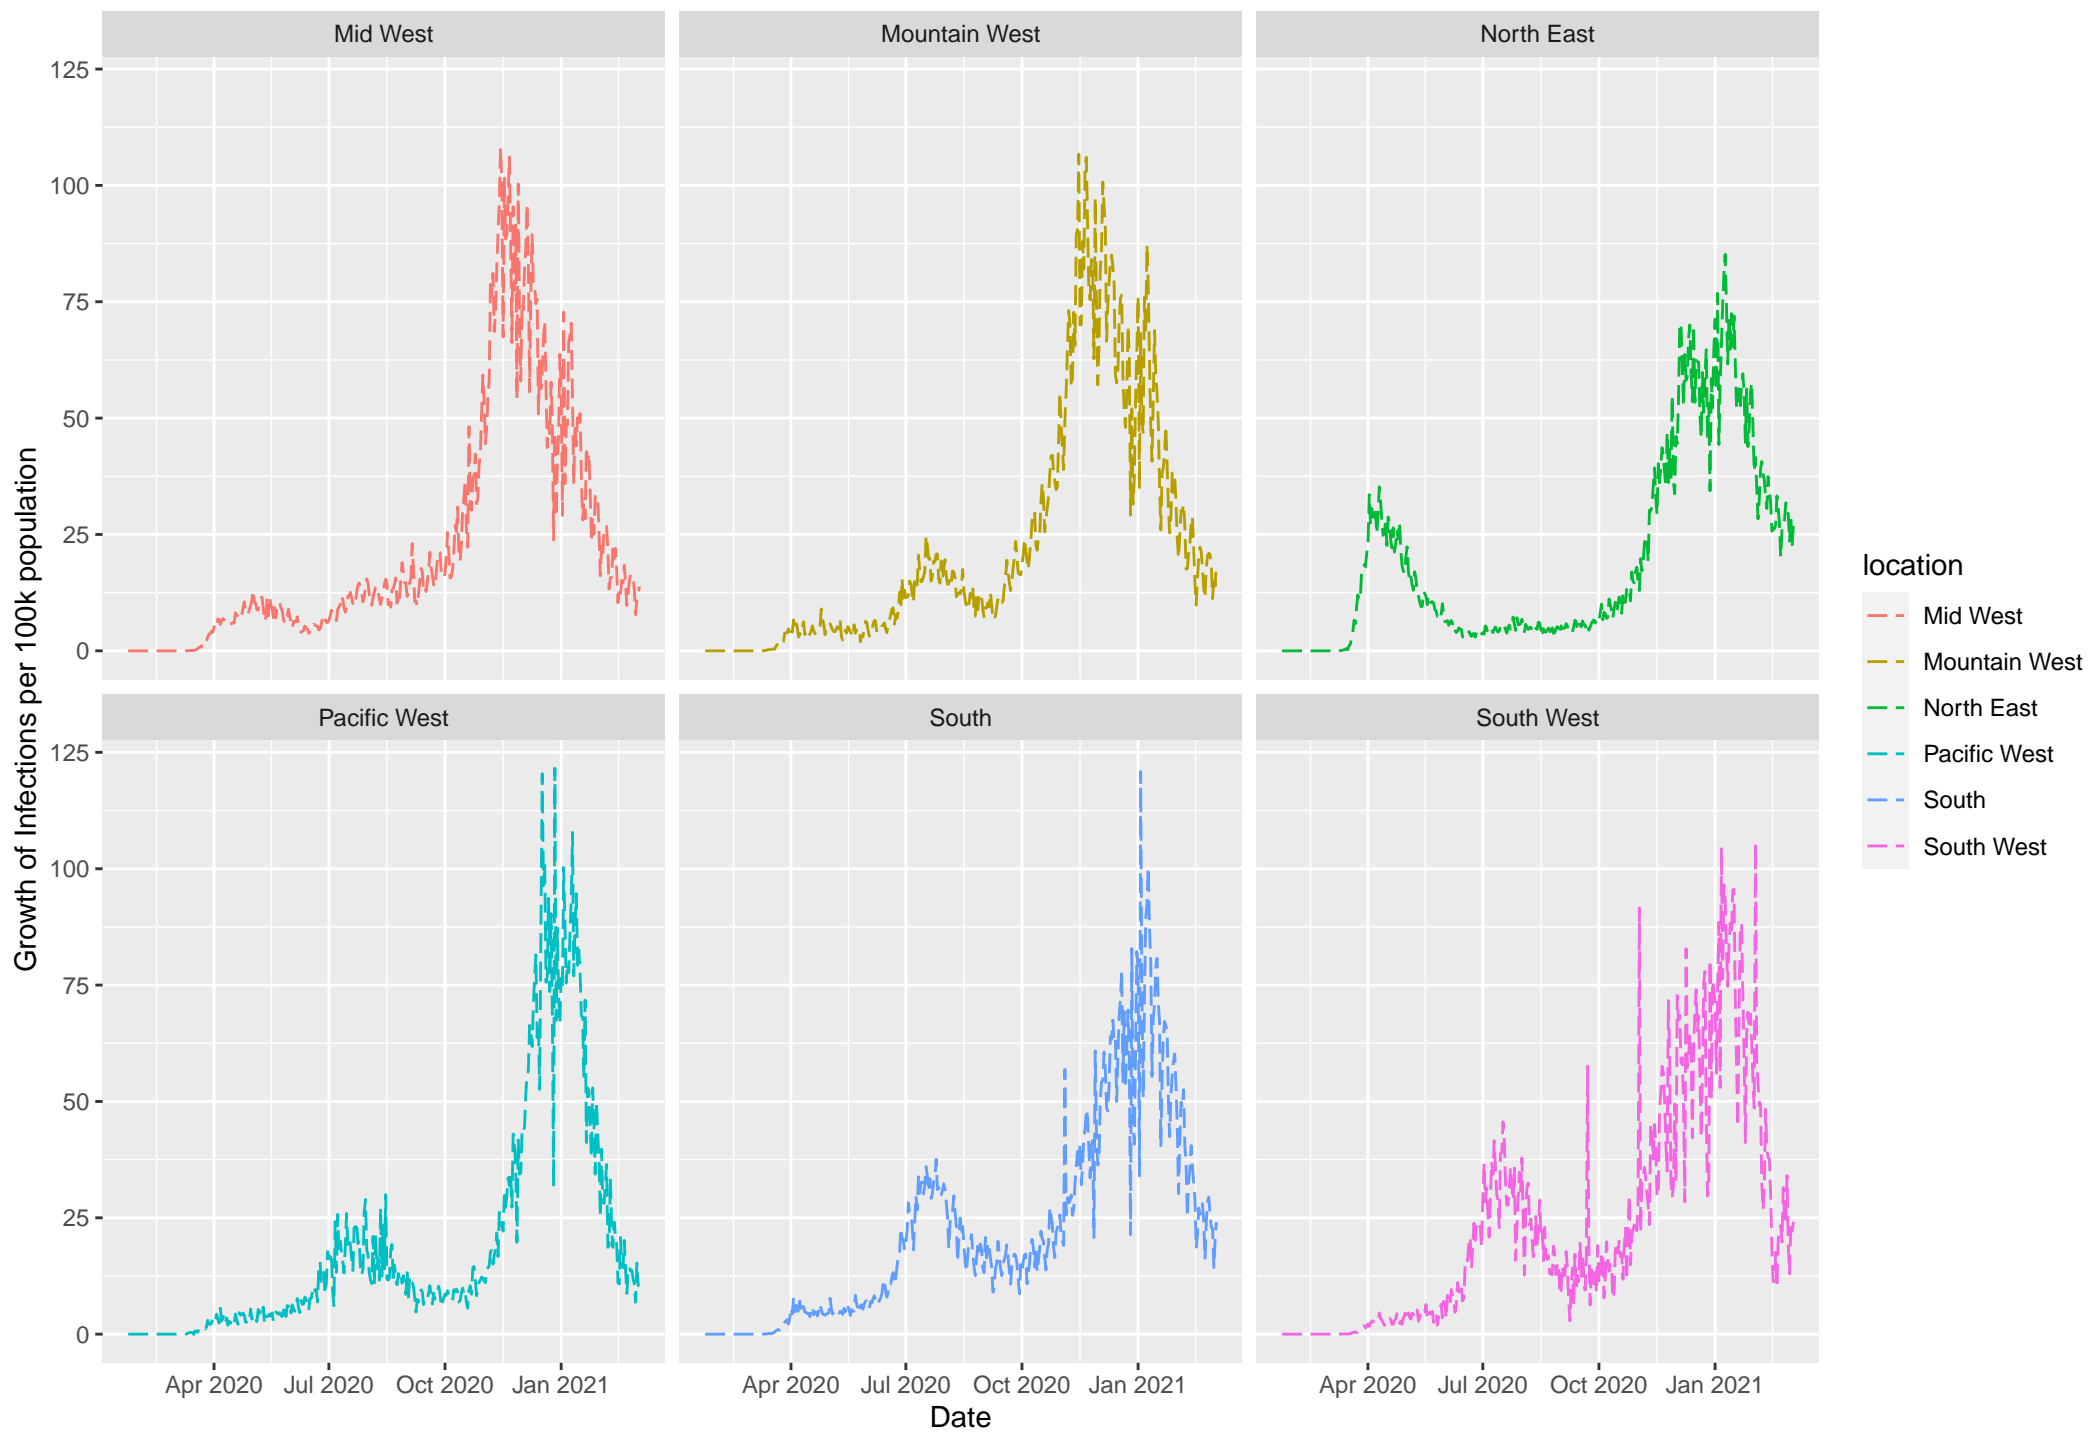 Mid West
Mountain West
North East
125
100
75
50
25
0
Growth of Infections per 100k population
Pacific West
South
South West
125
100
75
50
25
0
Apr 2020 Jul 2020 Oct 2020 Jan 2021
Apr 2020 Jul 2020 Oct 2020 Jan 2021
Apr 2020 Jul 2020 Oct 2020 Jan 2021
Date
location
Mid West
Mountain West
North East
Pacific West
South
South West